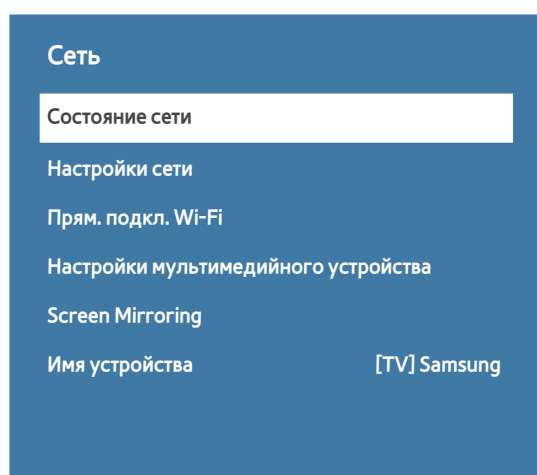 Сеть
Состояние сети
Настройки сети
Прям. подкл. Wi-Fi
Настройки мультимедийного устройства
Screen Mirroring
Имя устройства [TV] Samsung